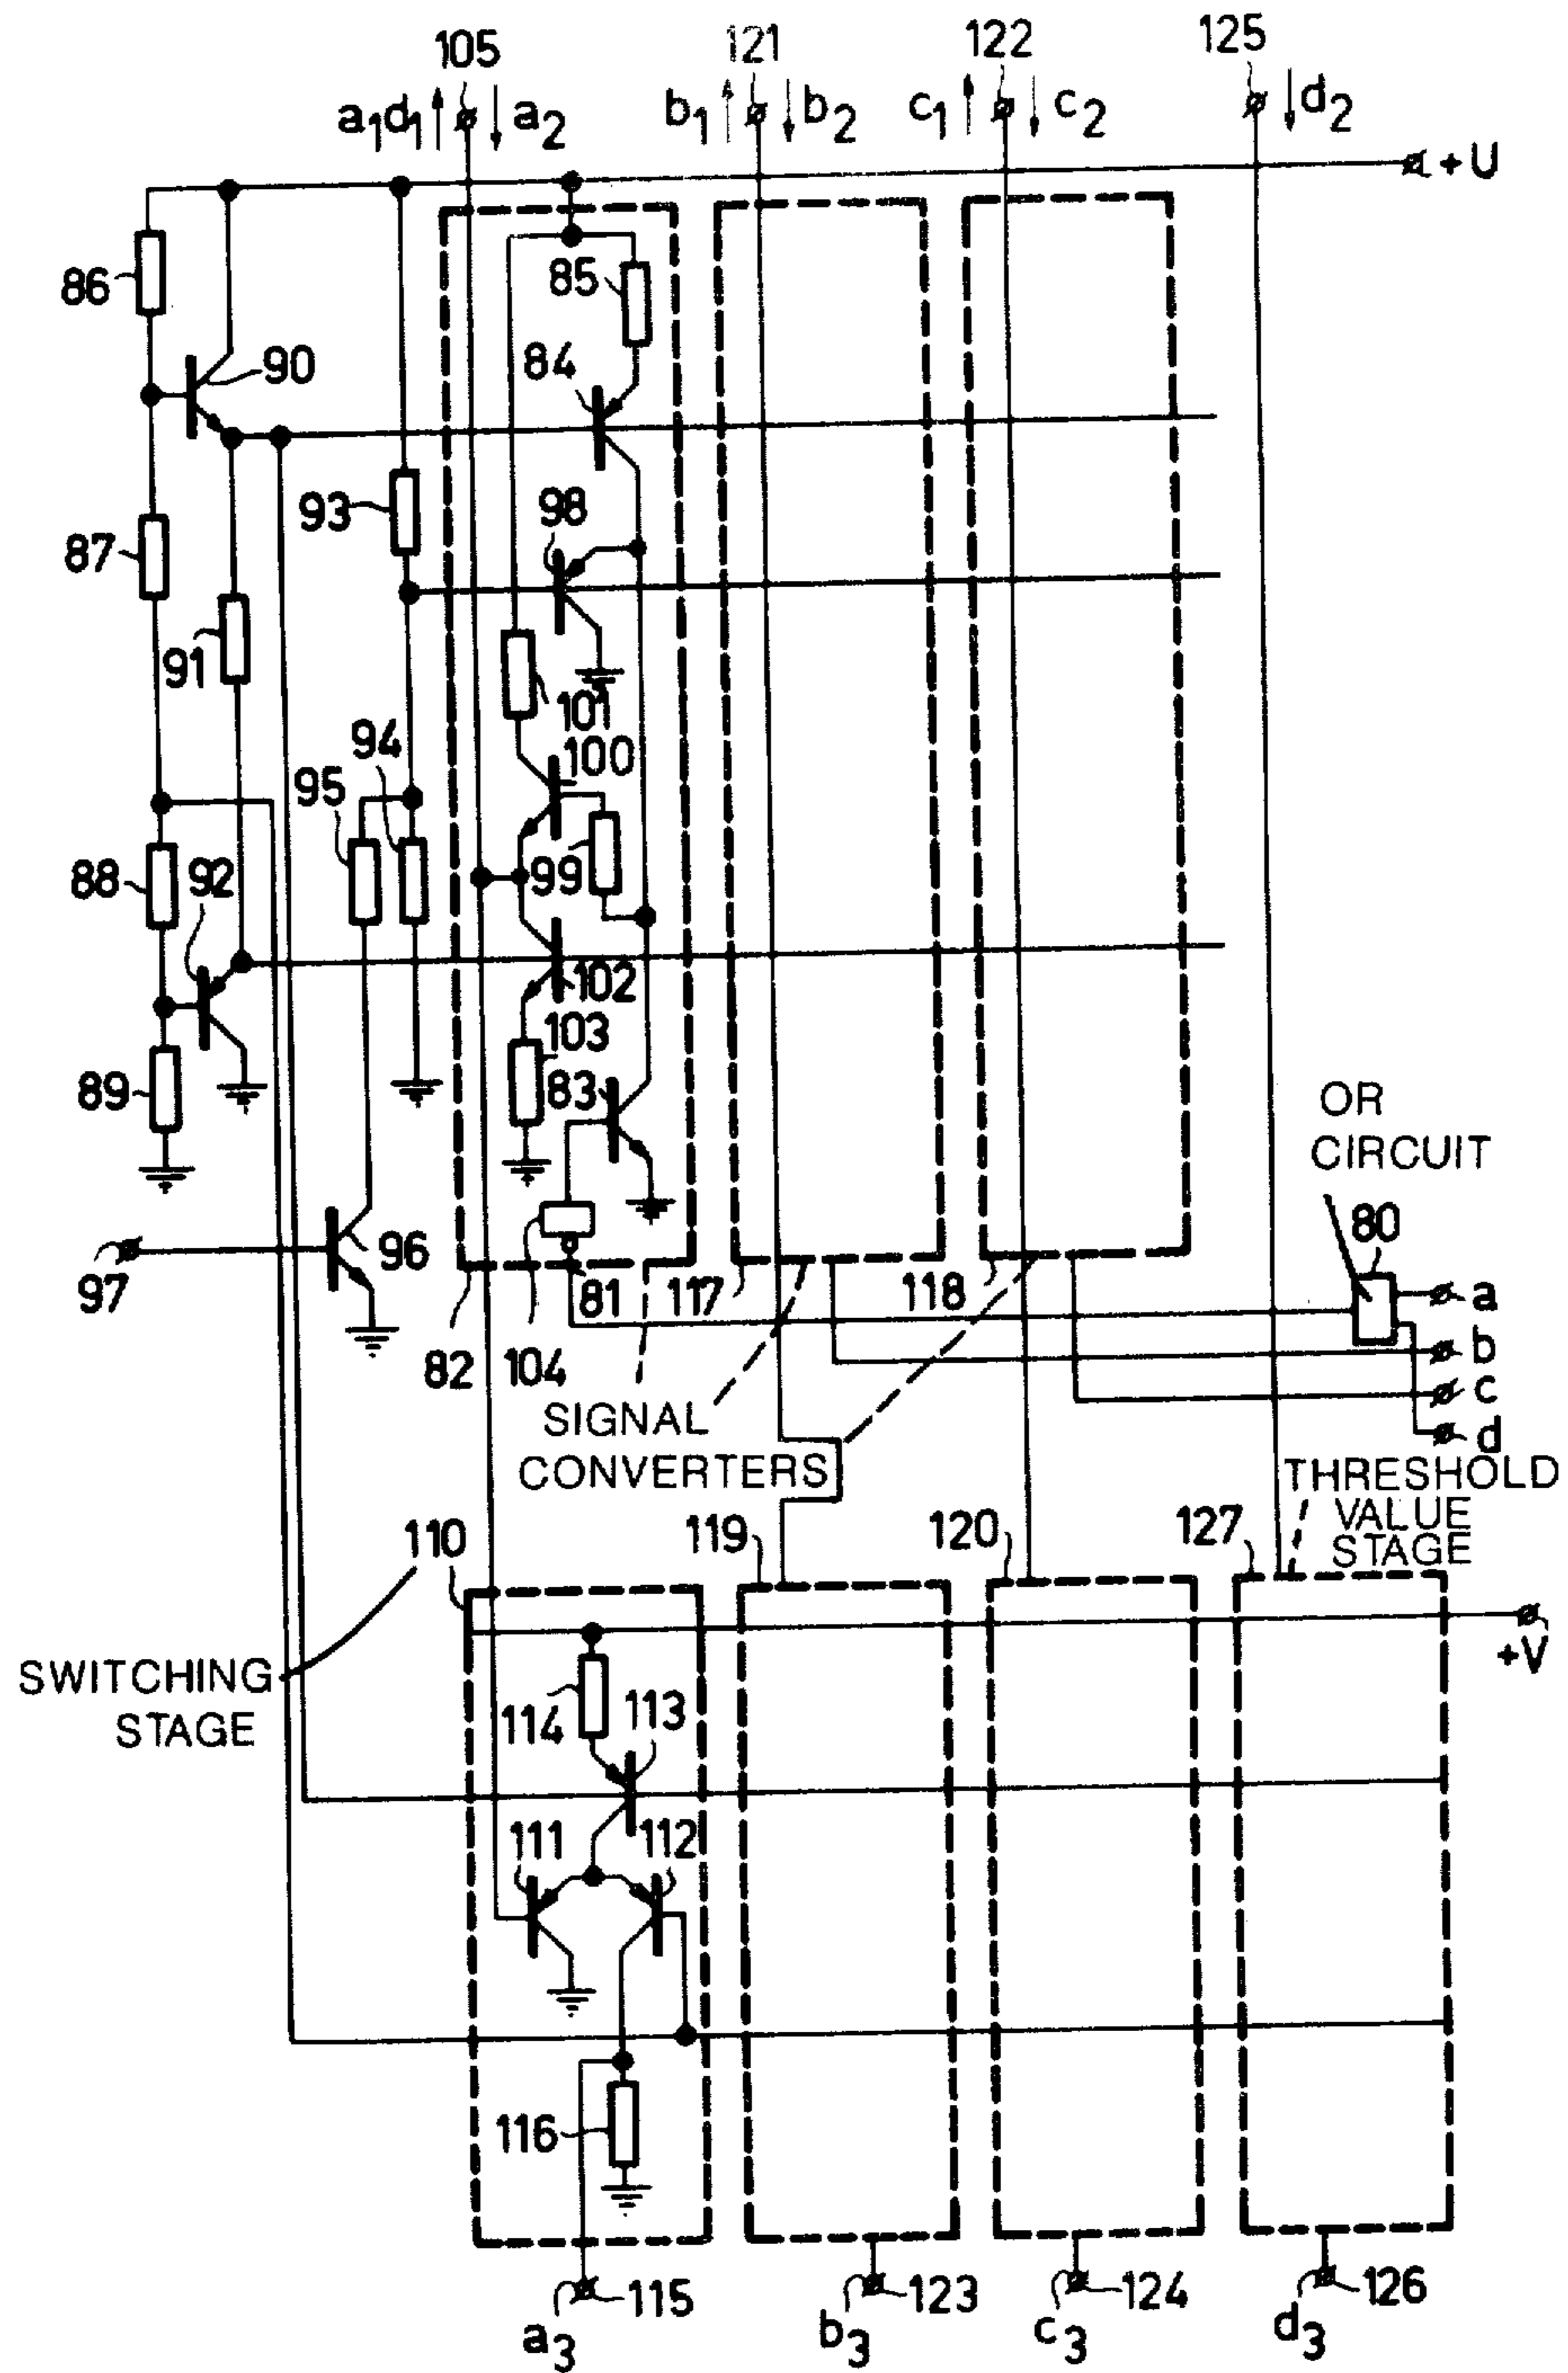 105
121
122
125
a1d1
a2
b1
b2
c1
c2
d2
+U
86
85
84
90
98
93
87
91
101
94
100
95
99
88
92
102
103
89
83
OR
CIRCUIT
80
97
96
81
117
118
a
82
104
b
c
d
SIGNAL
CONVERTERS
THRESHOLD
VALUE
STAGE
110
119
120
127
+V
SWITCHING
STAGE
114
113
111
112
116
115
123
124
126
a3
b3
c3
d3